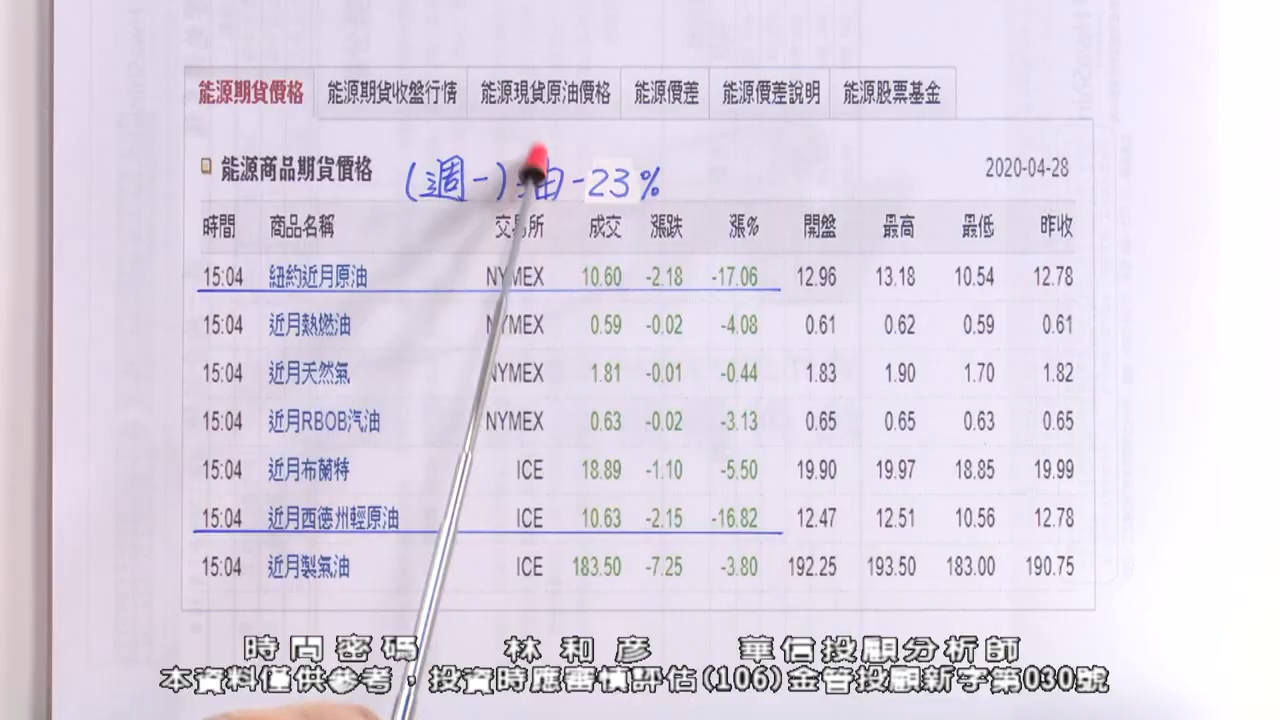 能源期貨價格 能源期貨收盤行情 能源現貨原油價格 能源價差 能源價差說明 能源股票基金
能源商品期貨價格 (週一)油-23% 2020-04-28
時間 商品名稱 交易所 成交 漲跌 漲% 開盤 最高 最低 昨收
15:04 紐約近月原油 NYMEX 10.60 -2.18 -17.06 12.96 13.18 10.54 12.78
15:04 近月熱燃油 NYMEX 0.59 -0.02 -4.08 0.61 0.62 0.59 0.61
15:04 近月天然氣 NYMEX 1.81 -0.01 -0.44 1.83 1.90 1.70 1.82
15:04 近月RBOB汽油 NYMEX 0.63 -0.02 -3.13 0.65 0.65 0.63 0.65
15:04 近月布蘭特 ICE 18.89 -1.10 -5.50 19.90 19.97 18.85 19.99
15:04 近月西德州輕原油 ICE 10.63 -2.15 -16.82 12.47 12.51 10.56 12.78
15:04 近月製氣油 ICE 183.50 -7.25 -3.80 192.25 193.50 183.00 190.75
時間密碼 林和彥 華信投顧分析師
本資料僅供參考，投資時應審慎評估(106)金管投顧新字第030號